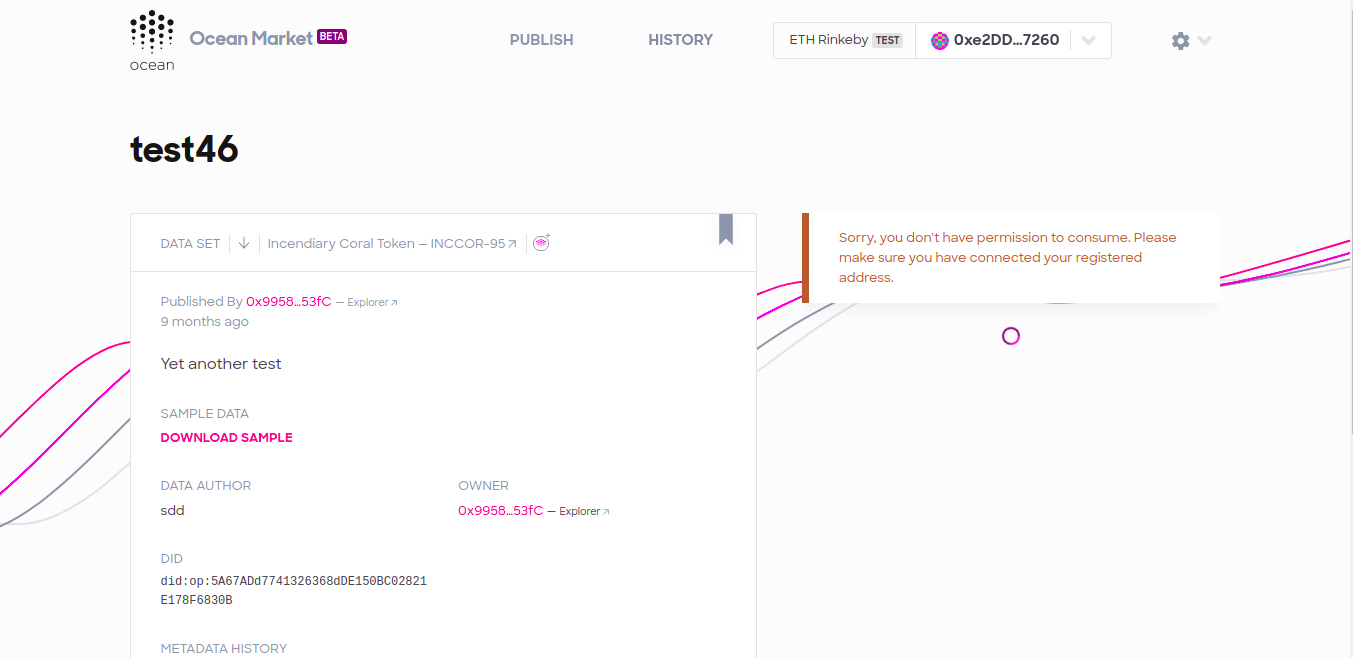 ocean
Ocean Market BETA
PUBLISH
HISTORY
ETH Rinkeby TEST
0xe2DD…7260
test46
DATA SET
Incendiary Coral Token — INCCOR-95
Published By 0x9958…53fC — Explorer
9 months ago
Yet another test
SAMPLE DATA
DOWNLOAD SAMPLE
DATA AUTHOR
sdd
OWNER
0x9958…53fC — Explorer
DID
did:op:5A67ADd7741326368dDE150BC02821
E178F6830B
METADATA HISTORY
Sorry, you don't have permission to consume. Please
make sure you have connected your registered
address.